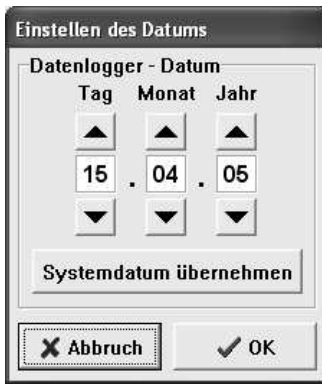 Einstellen des Datums
Datenlogger - Datum
Tag Monat Jahr
15 . 04 . 05
Systemdatum übernehmen
Abbruch OK